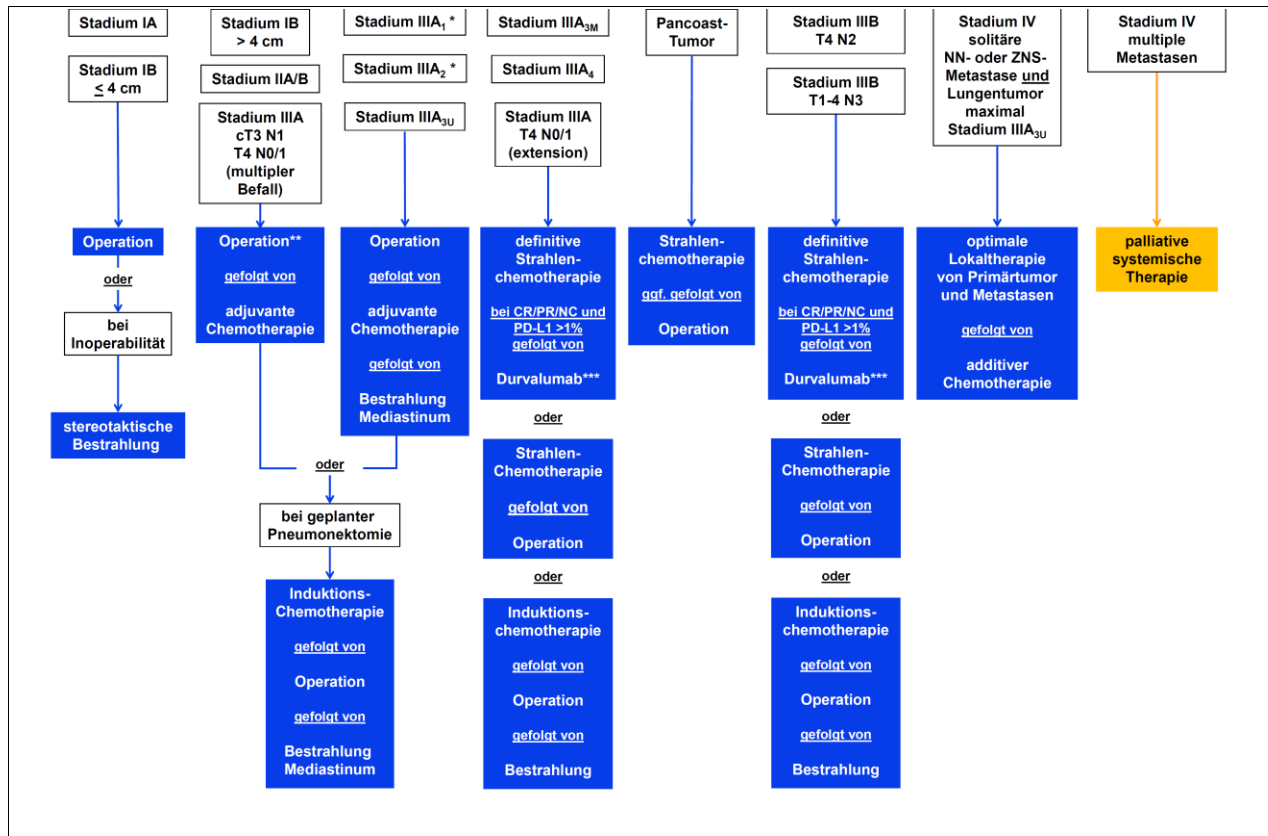 Stadium IA
Stadium IB
≤ 4 cm
Operation
oder
bei
Inoperabilität
stereotaktische
Bestrahlung
Stadium IB
> 4 cm
Stadium IIA/B
Stadium IIIA
cT3 N1
T4 N0/1
(multipler
Befall)
Operation**
gefolgt von
adjuvante
Chemotherapie
Stadium IIIA1 *
Stadium IIIA2 *
Stadium IIIA3U
Operation
gefolgt von
adjuvante
Chemotherapie
gefolgt von
Bestrahlung
Mediastinum
oder
bei geplanter
Pneumonektomie
Induktions-
Chemotherapie
gefolgt von
Operation
gefolgt von
Bestrahlung
Mediastinum
Stadium IIIA3M
Stadium IIIA4
Stadium IIIA
T4 N0/1
(extension)
definitive
Strahlen-
chemotherapie
bei CR/PR/NC und
PD-L1 >1%
gefolgt von
Durvalumab***
oder
Strahlen-
Chemotherapie
gefolgt von
Operation
oder
Induktions-
chemotherapie
gefolgt von
Operation
gefolgt von
Bestrahlung
Pancoast-
Tumor
Strahlen-
chemotherapie
ggf. gefolgt von
Operation
Stadium IIIB
T4 N2
Stadium IIIB
T1-4 N3
definitive
Strahlen-
chemotherapie
bei CR/PR/NC und
PD-L1 >1%
gefolgt von
Durvalumab***
oder
Strahlen-
Chemotherapie
gefolgt von
Operation
oder
Induktions-
chemotherapie
gefolgt von
Operation
gefolgt von
Bestrahlung
Stadium IV
solitäre
NN- oder ZNS-
Metastase und
Lungentumor
maximal
Stadium IIIA3U
optimale
Lokaltherapie
von Primärtumor
und Metastasen
gefolgt von
additiver
Chemotherapie
Stadium IV
multiple
Metastasen
palliative
systemische
Therapie